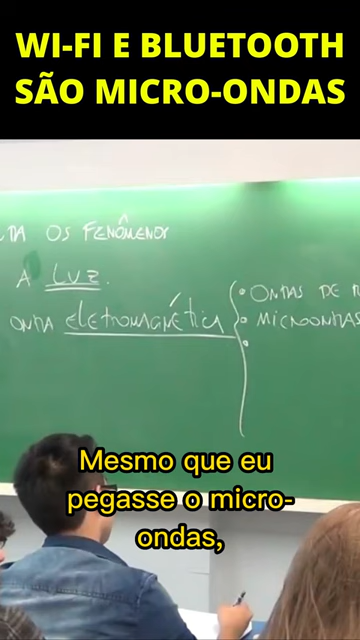 WI-FI E BLUETOOTH
SÃO MICRO-ONDAS
OS FENÔMENOS
A LUZ.
ONDA ELETROMAGNÉTICA
• ONDAS DE
• MICROONDAS
Mesmo que eu
pegasse o micro-
ondas,